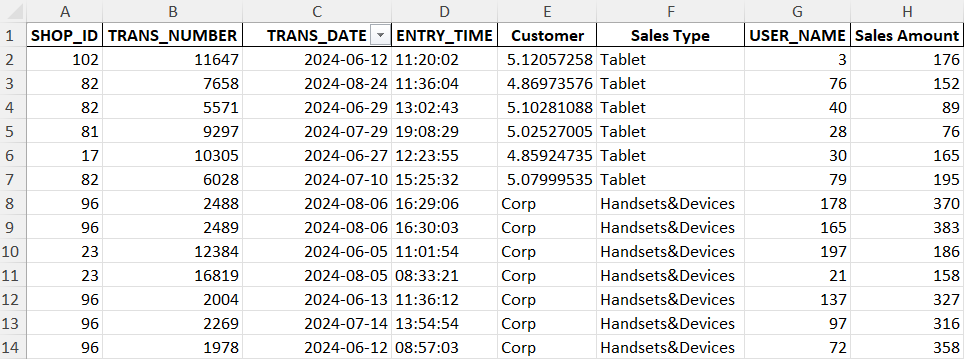 A B C D E F G H
1 SHOP_ID TRANS_NUMBER TRANS_DATE ENTRY_TIME Customer Sales Type USER_NAME Sales Amount
2 102 11647 2024-06-12 11:20:02 5.12057258 Tablet 3 176
3 82 7658 2024-08-24 11:36:04 4.86973576 Tablet 76 152
4 82 5571 2024-06-29 13:02:43 5.10281088 Tablet 40 89
5 81 9297 2024-07-29 19:08:29 5.02527005 Tablet 28 76
6 17 10305 2024-06-27 12:23:55 4.85924735 Tablet 30 165
7 82 6028 2024-07-10 15:25:32 5.07999535 Tablet 79 195
8 96 2488 2024-08-06 16:29:06 Corp Handsets&Devices 178 370
9 96 2489 2024-08-06 16:30:03 Corp Handsets&Devices 165 383
10 23 12384 2024-06-05 11:01:54 Corp Handsets&Devices 197 186
11 23 16819 2024-08-05 08:33:21 Corp Handsets&Devices 21 158
12 96 2004 2024-06-13 11:36:12 Corp Handsets&Devices 137 327
13 96 2269 2024-07-14 13:54:54 Corp Handsets&Devices 97 316
14 96 1978 2024-06-12 08:57:03 Corp Handsets&Devices 72 358